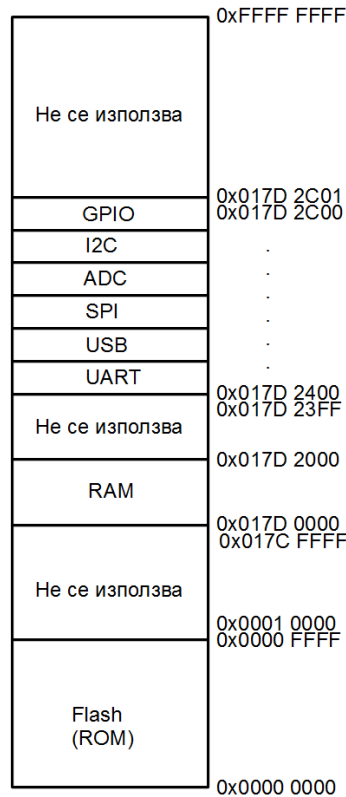 0xFFFF FFFF
Не се използва
0x017D 2C01
GPIO
0x017D 2C00
I2C
.
ADC
.
.
SPI
.
USB
.
UART
.
0x017D 2400
0x017D 23FF
Не се използва
0x017D 2000
RAM
0x017D 0000
0x017C FFFF
Не се използва
0x0001 0000
0x0000 FFFF
Flash
(ROM)
0x0000 0000